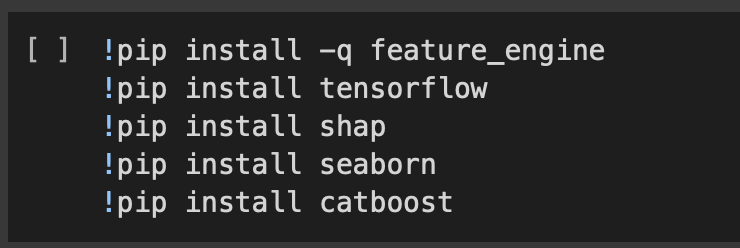 [ ] !pip install -q feature_engine
!pip install tensorflow
!pip install shap
!pip install seaborn
!pip install catboost